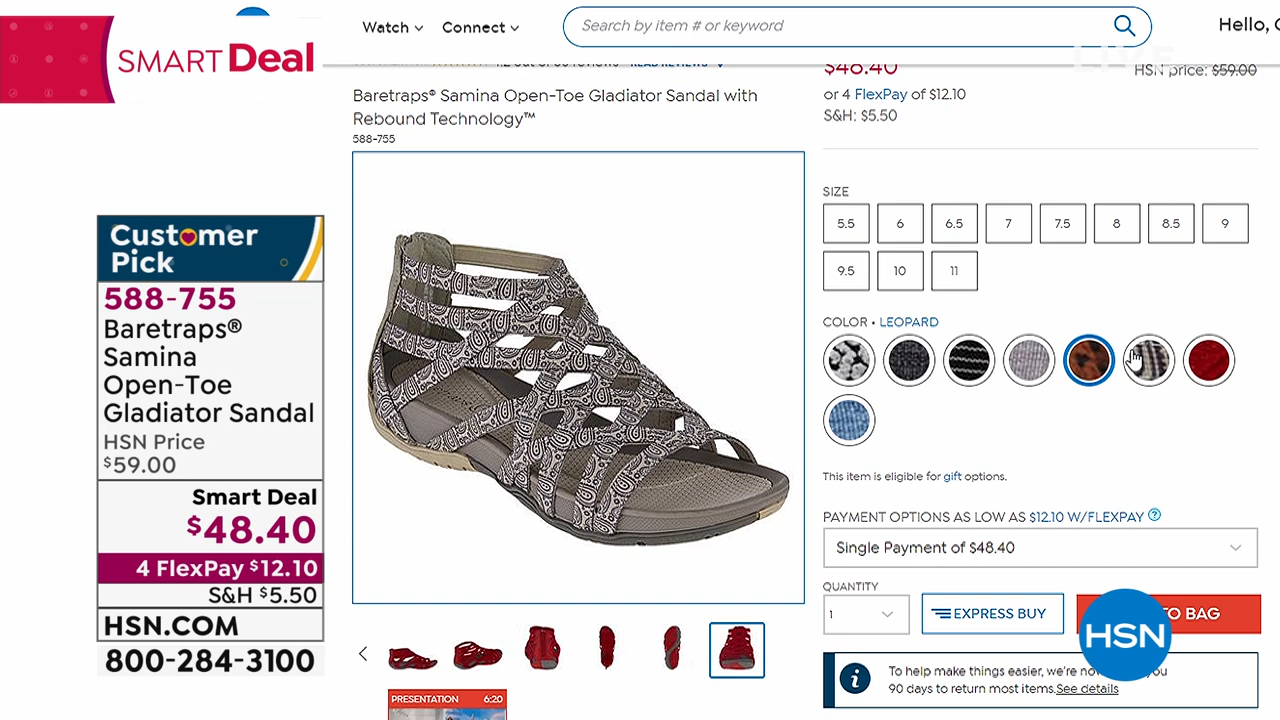 SMART Deal
Watch
Connect
Search by item # or keyword
Hello,
LIVE
READ REVIEWS
$48.40
HSN price: $59.00
or 4 FlexPay of $12.10
S&H: $5.50
Baretraps® Samina Open-Toe Gladiator Sandal with
Rebound Technology™
588-755
SIZE
5.5 6 6.5 7 7.5 8 8.5 9
9.5 10 11
COLOR • LEOPARD
This item is eligible for gift options.
PAYMENT OPTIONS AS LOW AS $12.10 W/FLEXPAY ?
Single Payment of $48.40
QUANTITY
1
EXPRESS BUY
TO BAG
HSN
To help make things easier, we're
90 days to return most items. See details
PRESENTATION 6:20
Customer
Pick
588-755
Baretraps®
Samina
Open-Toe
Gladiator Sandal
HSN Price
$59.00
Smart Deal
$48.40
4 FlexPay $12.10
S&H $5.50
HSN.COM
800-284-3100